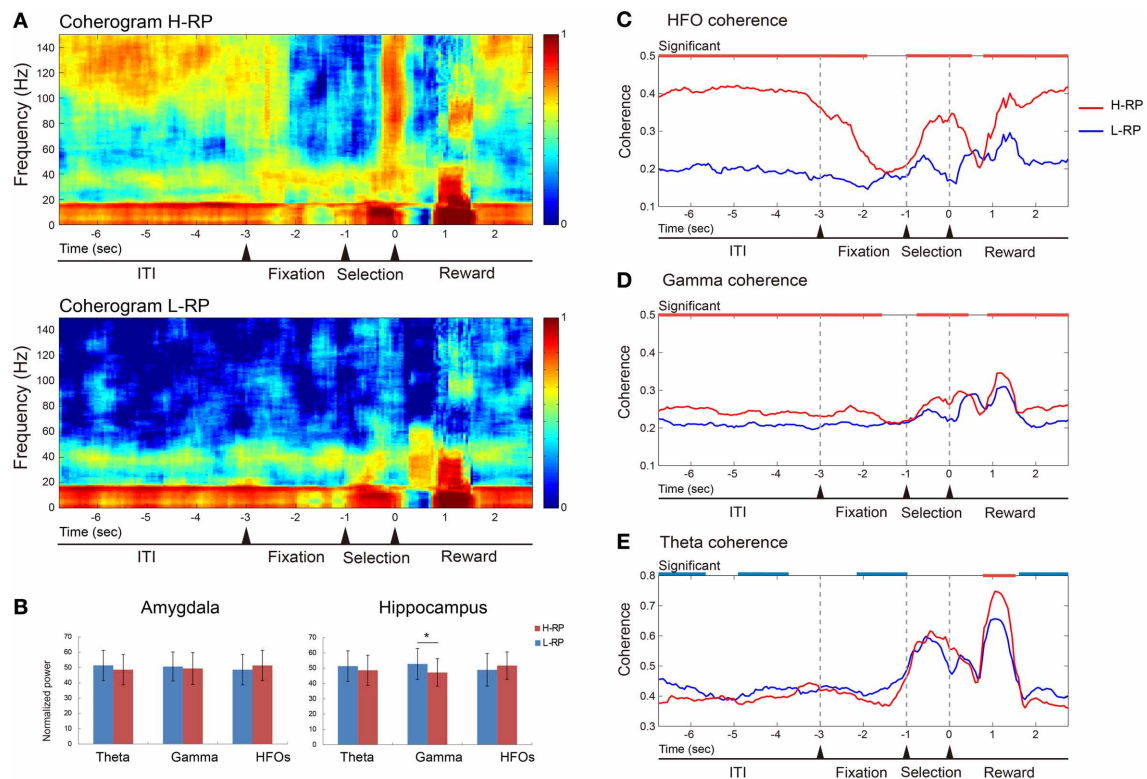 A
Coherogram H-RP
Frequency (Hz)
140
120
100
80
60
40
20
0
1
0
-6 -5 -4 -3 -2 -1 0 1 2
Time (sec)
ITI Fixation Selection Reward
Coherogram L-RP
Frequency (Hz)
140
120
100
80
60
40
20
0
1
0
-6 -5 -4 -3 -2 -1 0 1 2
Time (sec)
ITI Fixation Selection Reward
B
Amygdala
Normalized power
70
60
50
40
30
20
10
0
Theta Gamma HFOs
Hippocampus
H-RP
L-RP
*
70
60
50
40
30
20
10
0
Theta Gamma HFOs
C HFO coherence
Significant
Coherence
0.5
0.4
0.3
0.2
0.1
H-RP
L-RP
-6 -5 -4 -3 -2 -1 0 1 2
Time (sec)
ITI Fixation Selection Reward
D Gamma coherence
Significant
Coherence
0.5
0.4
0.3
0.2
0.1
-6 -5 -4 -3 -2 -1 0 1 2
Time (sec)
ITI Fixation Selection Reward
E Theta coherence
Significant
Coherence
0.8
0.7
0.6
0.5
0.4
0.3
-6 -5 -4 -3 -2 -1 0 1 2
Time (sec)
ITI Fixation Selection Reward